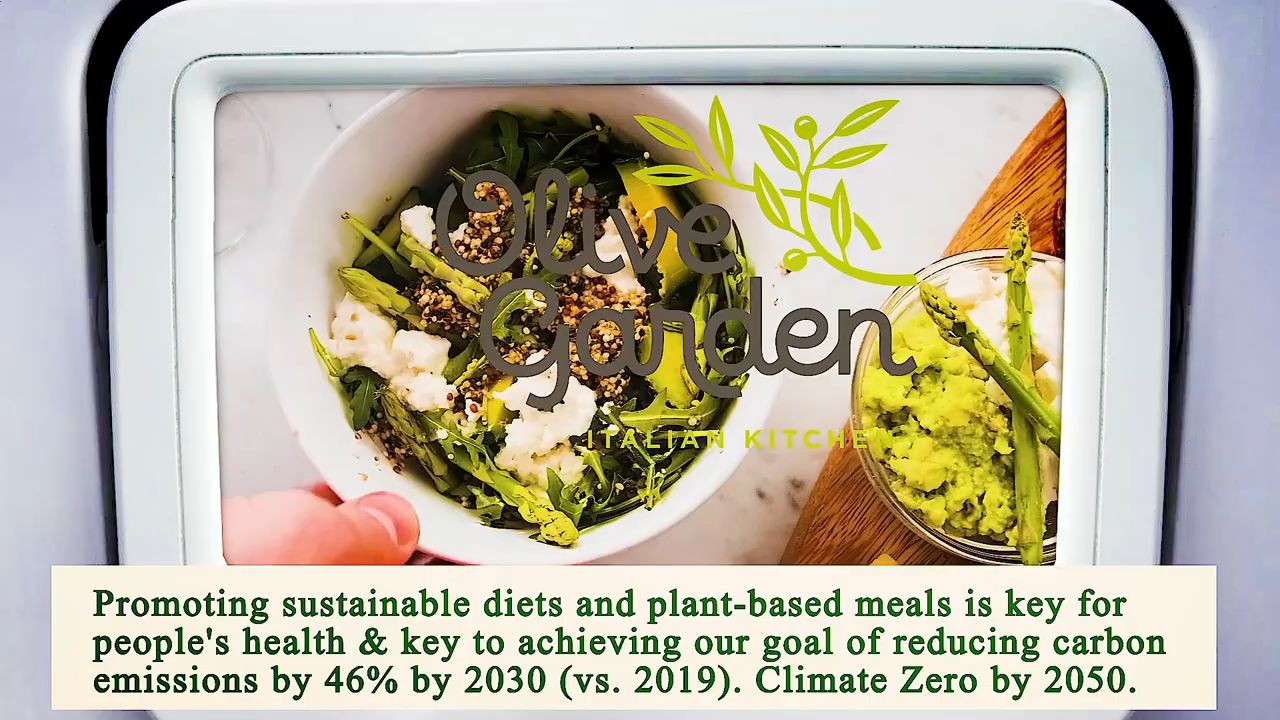 Olive
Garden
ITALIAN KITCHEN
Promoting sustainable diets and plant-based meals is key for
people's health & key to achieving our goal of reducing carbon
emissions by 46% by 2030 (vs. 2019). Climate Zero by 2050.